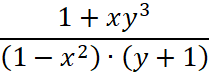 1 + xy³
(1 − x²) · (y + 1)